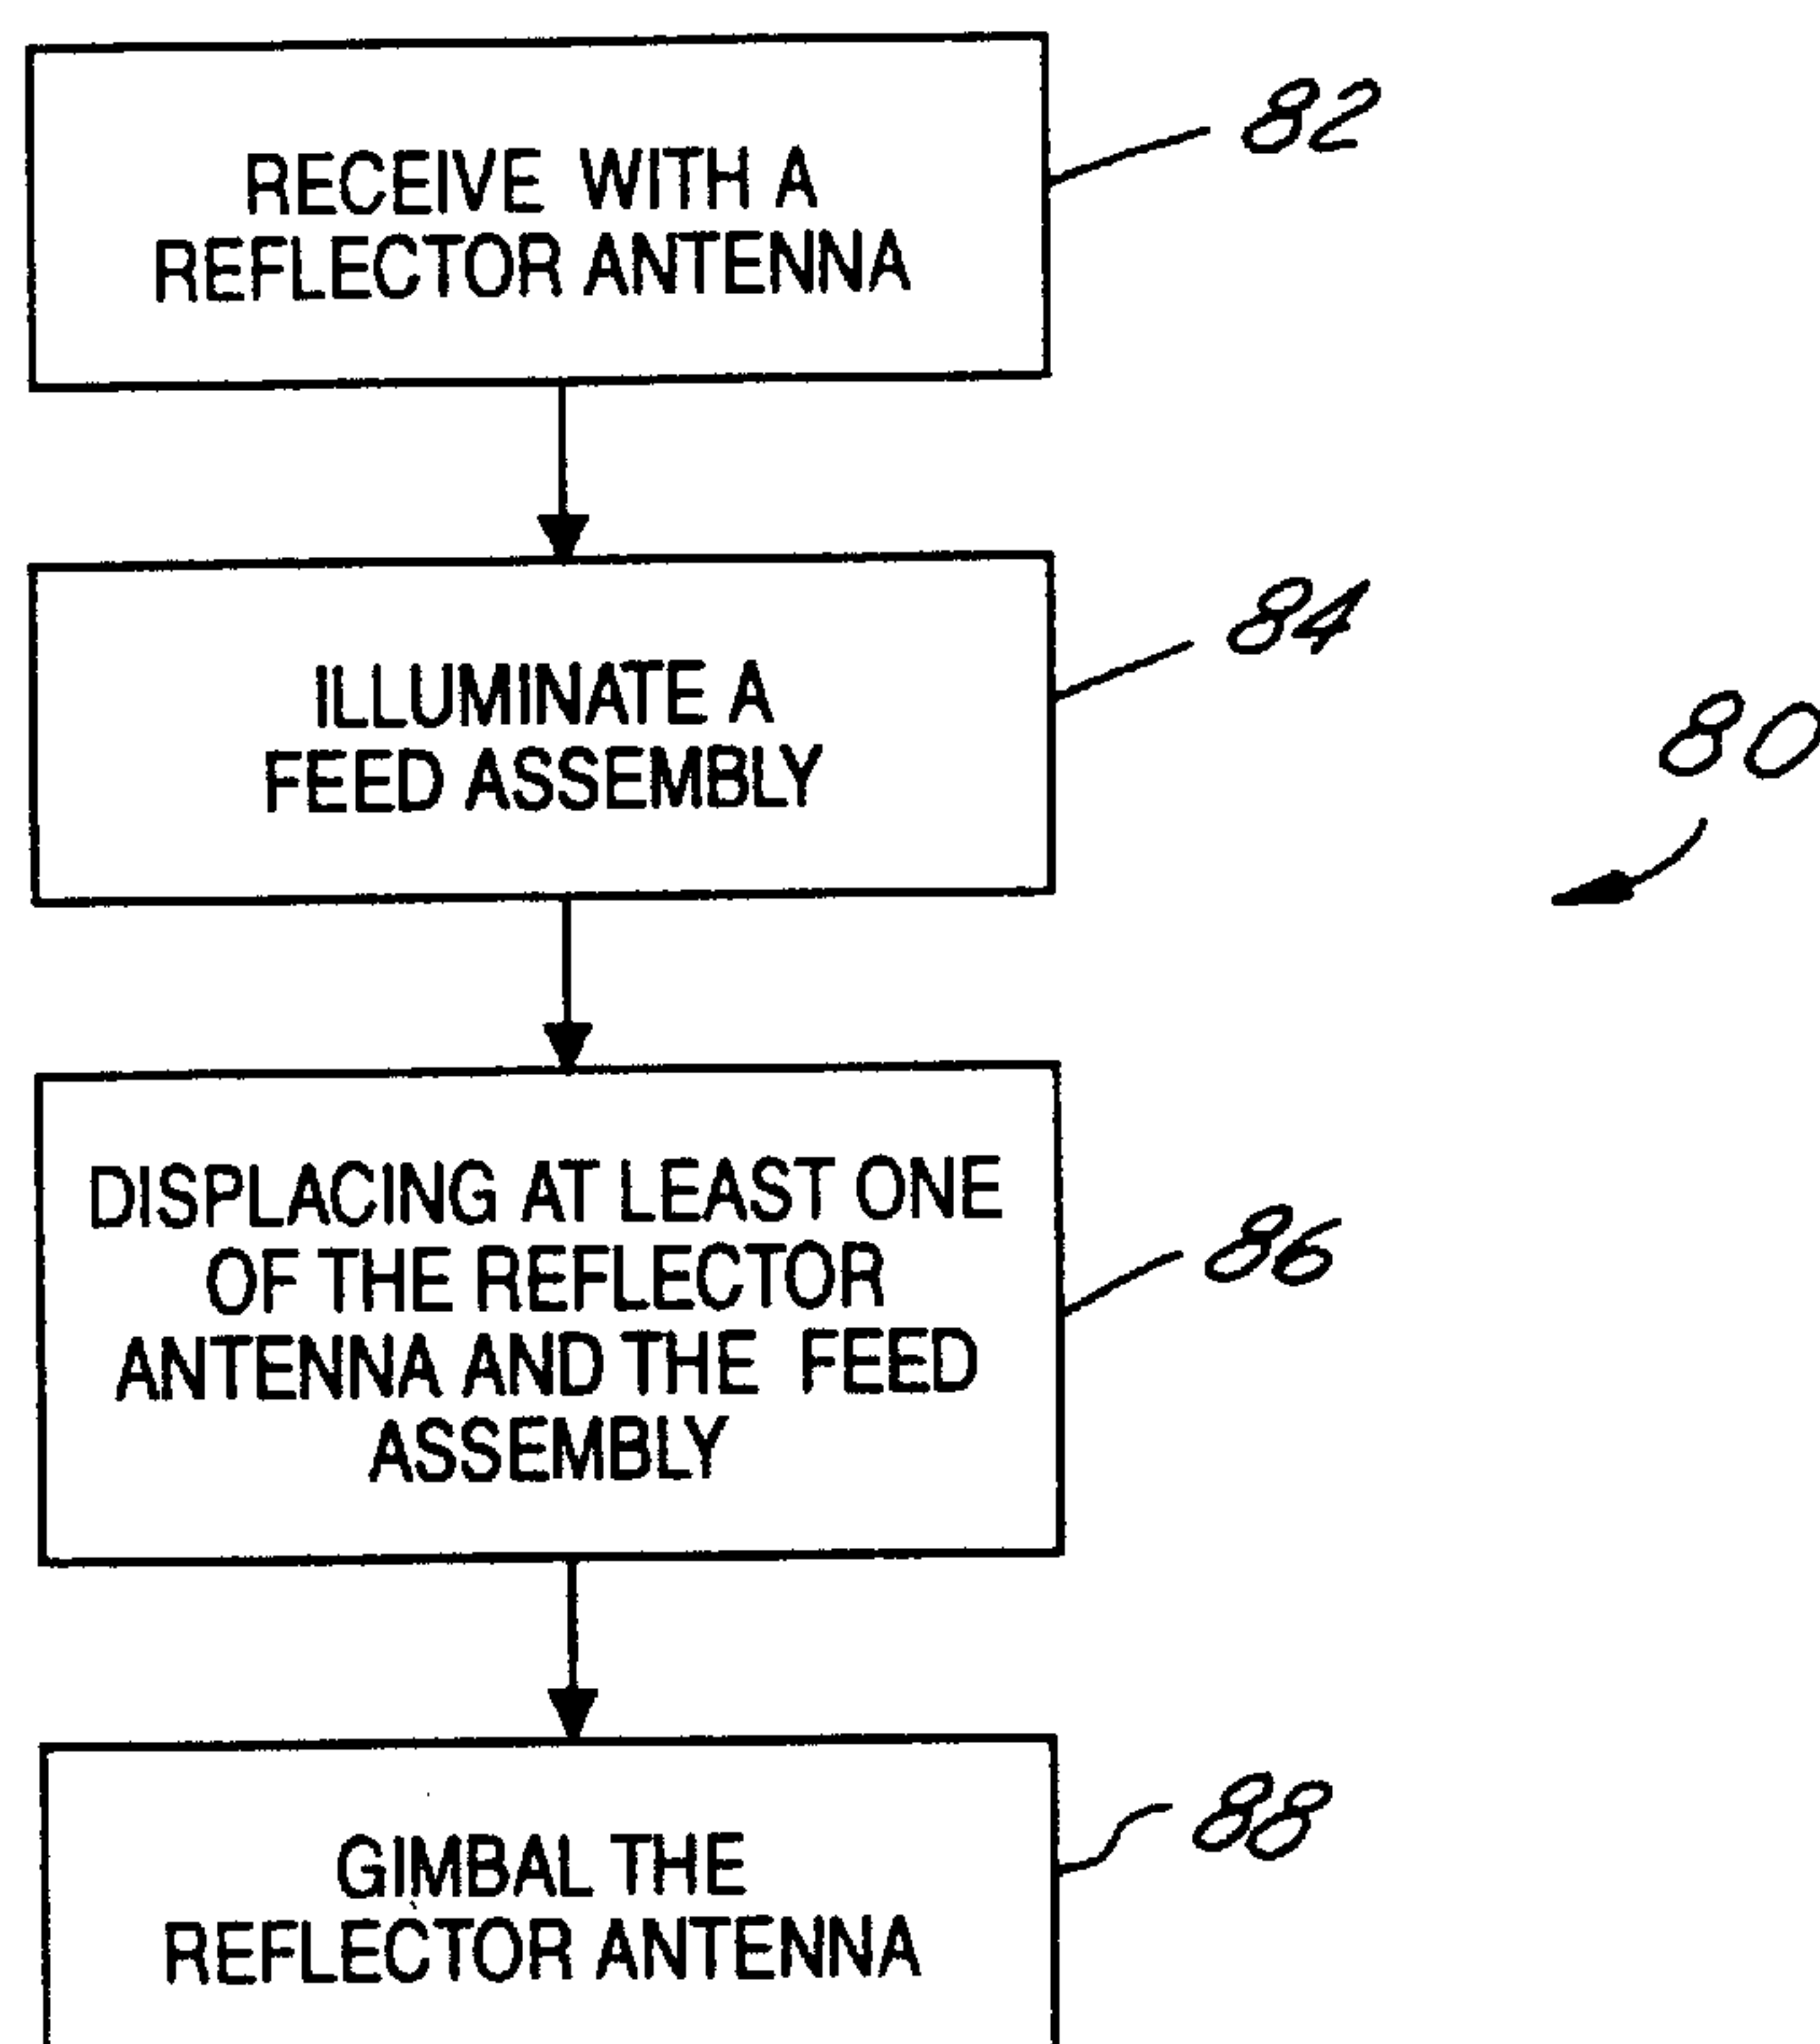 RECEIVE WITH A
REFLECTOR ANTENNA
82
ILLUMINATE A
FEED ASSEMBLY
84
80
DISPLACING AT LEAST ONE
OF THE REFLECTOR
ANTENNA AND THE FEED
ASSEMBLY
86
GIMBAL THE
REFLECTOR ANTENNA
88